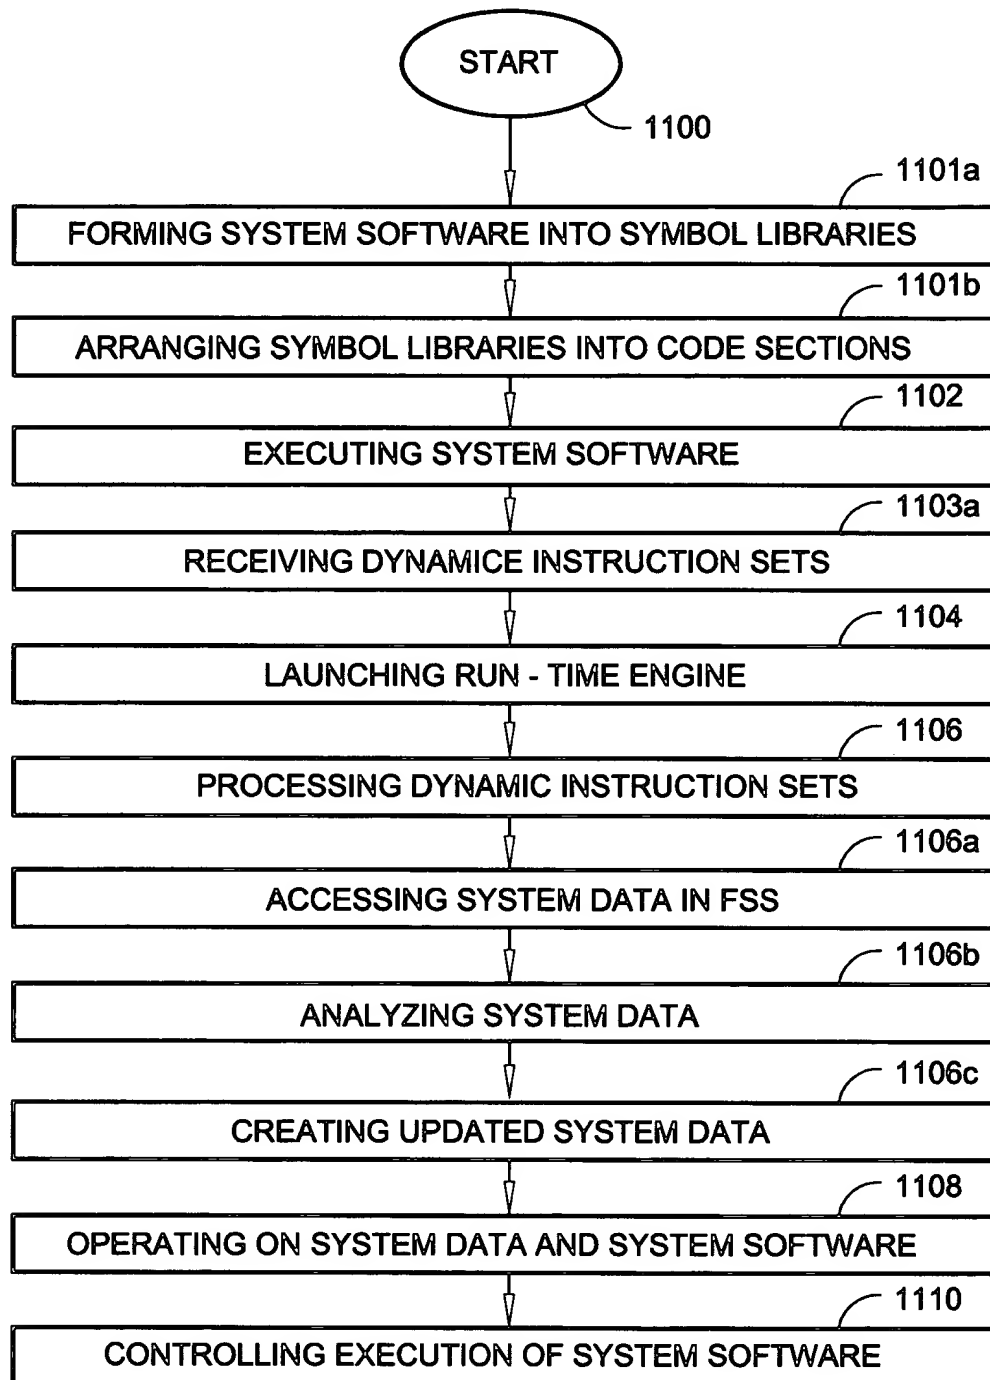 START
1100
1101a
FORMING SYSTEM SOFTWARE INTO SYMBOL LIBRARIES
1101b
ARRANGING SYMBOL LIBRARIES INTO CODE SECTIONS
1102
EXECUTING SYSTEM SOFTWARE
1103a
RECEIVING DYNAMICE INSTRUCTION SETS
1104
LAUNCHING RUN - TIME ENGINE
1106
PROCESSING DYNAMIC INSTRUCTION SETS
1106a
ACCESSING SYSTEM DATA IN FSS
1106b
ANALYZING SYSTEM DATA
1106c
CREATING UPDATED SYSTEM DATA
1108
OPERATING ON SYSTEM DATA AND SYSTEM SOFTWARE
1110
CONTROLLING EXECUTION OF SYSTEM SOFTWARE